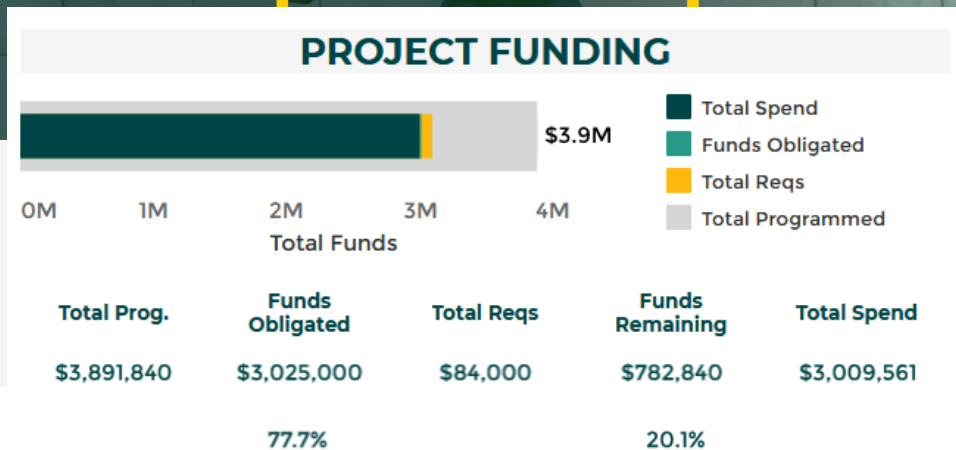 PROJECT FUNDING
$3.9M
Total Spend
Funds Obligated
Total Reqs
Total Programmed
0M 1M 2M 3M 4M
Total Funds
Total Prog. Funds Obligated Total Reqs Funds Remaining Total Spend
$3,891,840 $3,025,000 $84,000 $782,840 $3,009,561
77.7% 20.1%